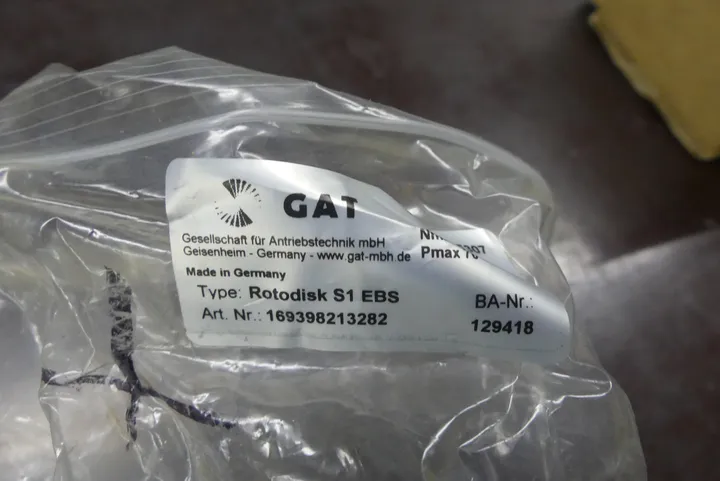 GAT
Gesellschaft für Antriebstechnik mbH
Geisenheim - Germany - www.gat-mbh.de
Pmax
Made in Germany
Type: Rotodisk S1 EBS
Art. Nr.: 169398213282
BA-Nr.:
129418